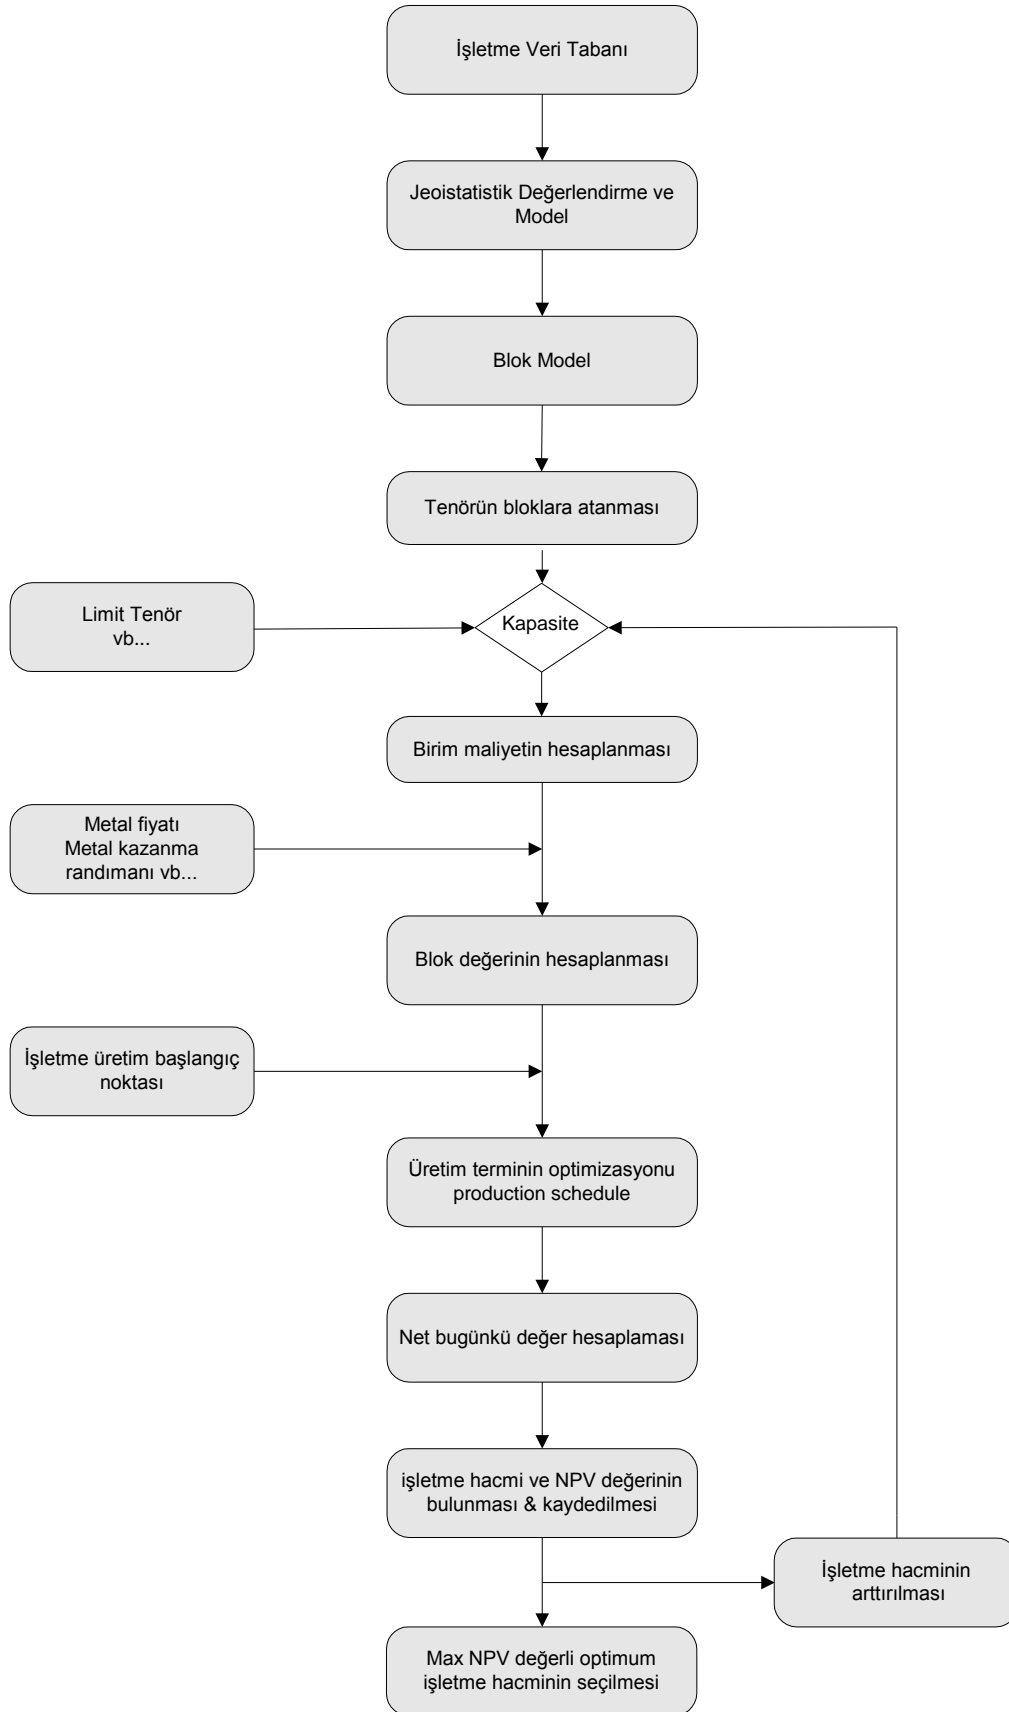 İşletme Veri Tabanı
Jeoistatistik Değerlendirme ve
Model
Blok Model
Tenörün bloklara atanması
Limit Tenör
vb...
Kapasite
Birim maliyetin hesaplanması
Metal fiyatı
Metal kazanma
randımanı vb...
Blok değerinin hesaplanması
İşletme üretim başlangıç
noktası
Üretim terminin optimizasyonu
production schedule
Net bugünkü değer hesaplaması
işletme hacmi ve NPV değerinin
bulunması & kaydedilmesi
İşletme hacminin
arttırılması
Max NPV değerli optimum
işletme hacminin seçilmesi